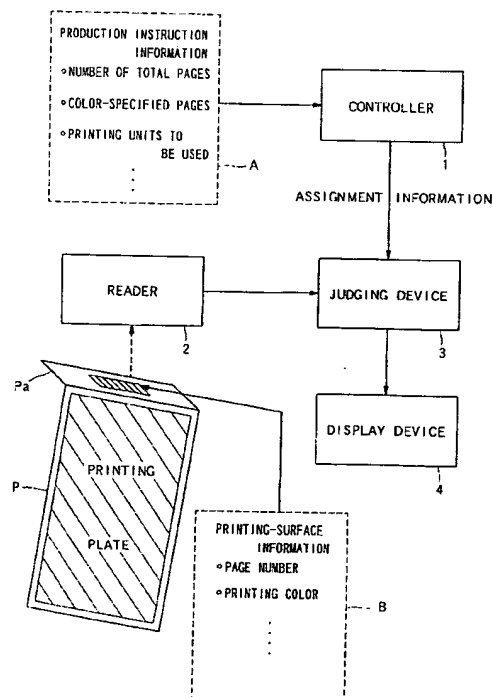 PRODUCTION INSTRUCTION
INFORMATION
NUMBER OF TOTAL PAGES
COLOR-SPECIFIED PAGES
PRINTING UNITS TO
BE USED
A
CONTROLLER
1
ASSIGNMENT INFORMATION
READER
2
JUDGING DEVICE
3
Pa
DISPLAY DEVICE
4
P
PRINTING
PLATE
PRINTING-SURFACE
INFORMATION
PAGE NUMBER
PRINTING COLOR
B